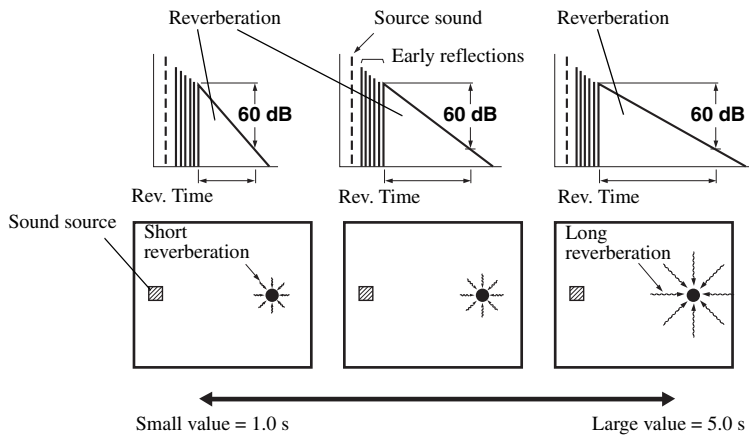 Reverberation
Source sound
Reverberation
Early reflections
60 dB
60 dB
60 dB
Rev. Time
Rev. Time
Rev. Time
Sound source
Short
reverberation
Long
reverberation
Small value = 1.0 s
Large value = 5.0 s